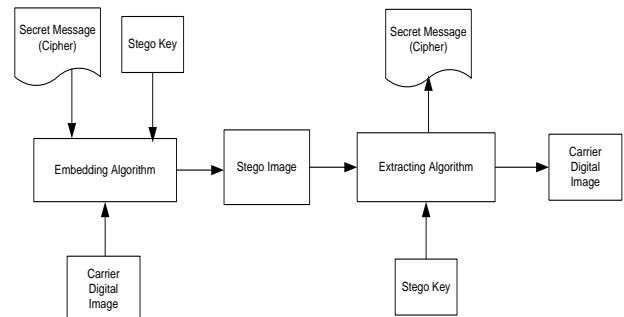 Secret Message
(Cipher)
Stego Key
Secret Message
(Cipher)
Embedding Algorithm
Stego Image
Extracting Algorithm
Carrier
Digital
Image
Carrier
Digital
Image
Stego Key